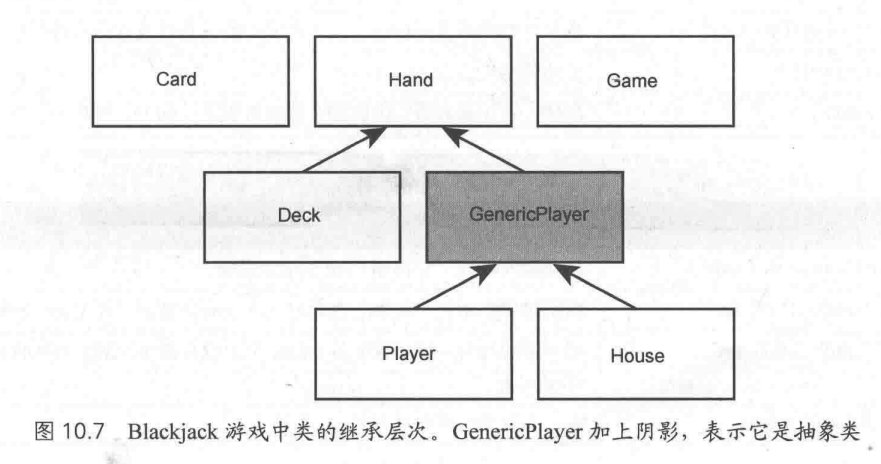 Card
Hand
Game
Deck
GenericPlayer
Player
House
图 10.7 Blackjack 游戏中类的继承层次。GenericPlayer 加上阴影，表示它是抽象类